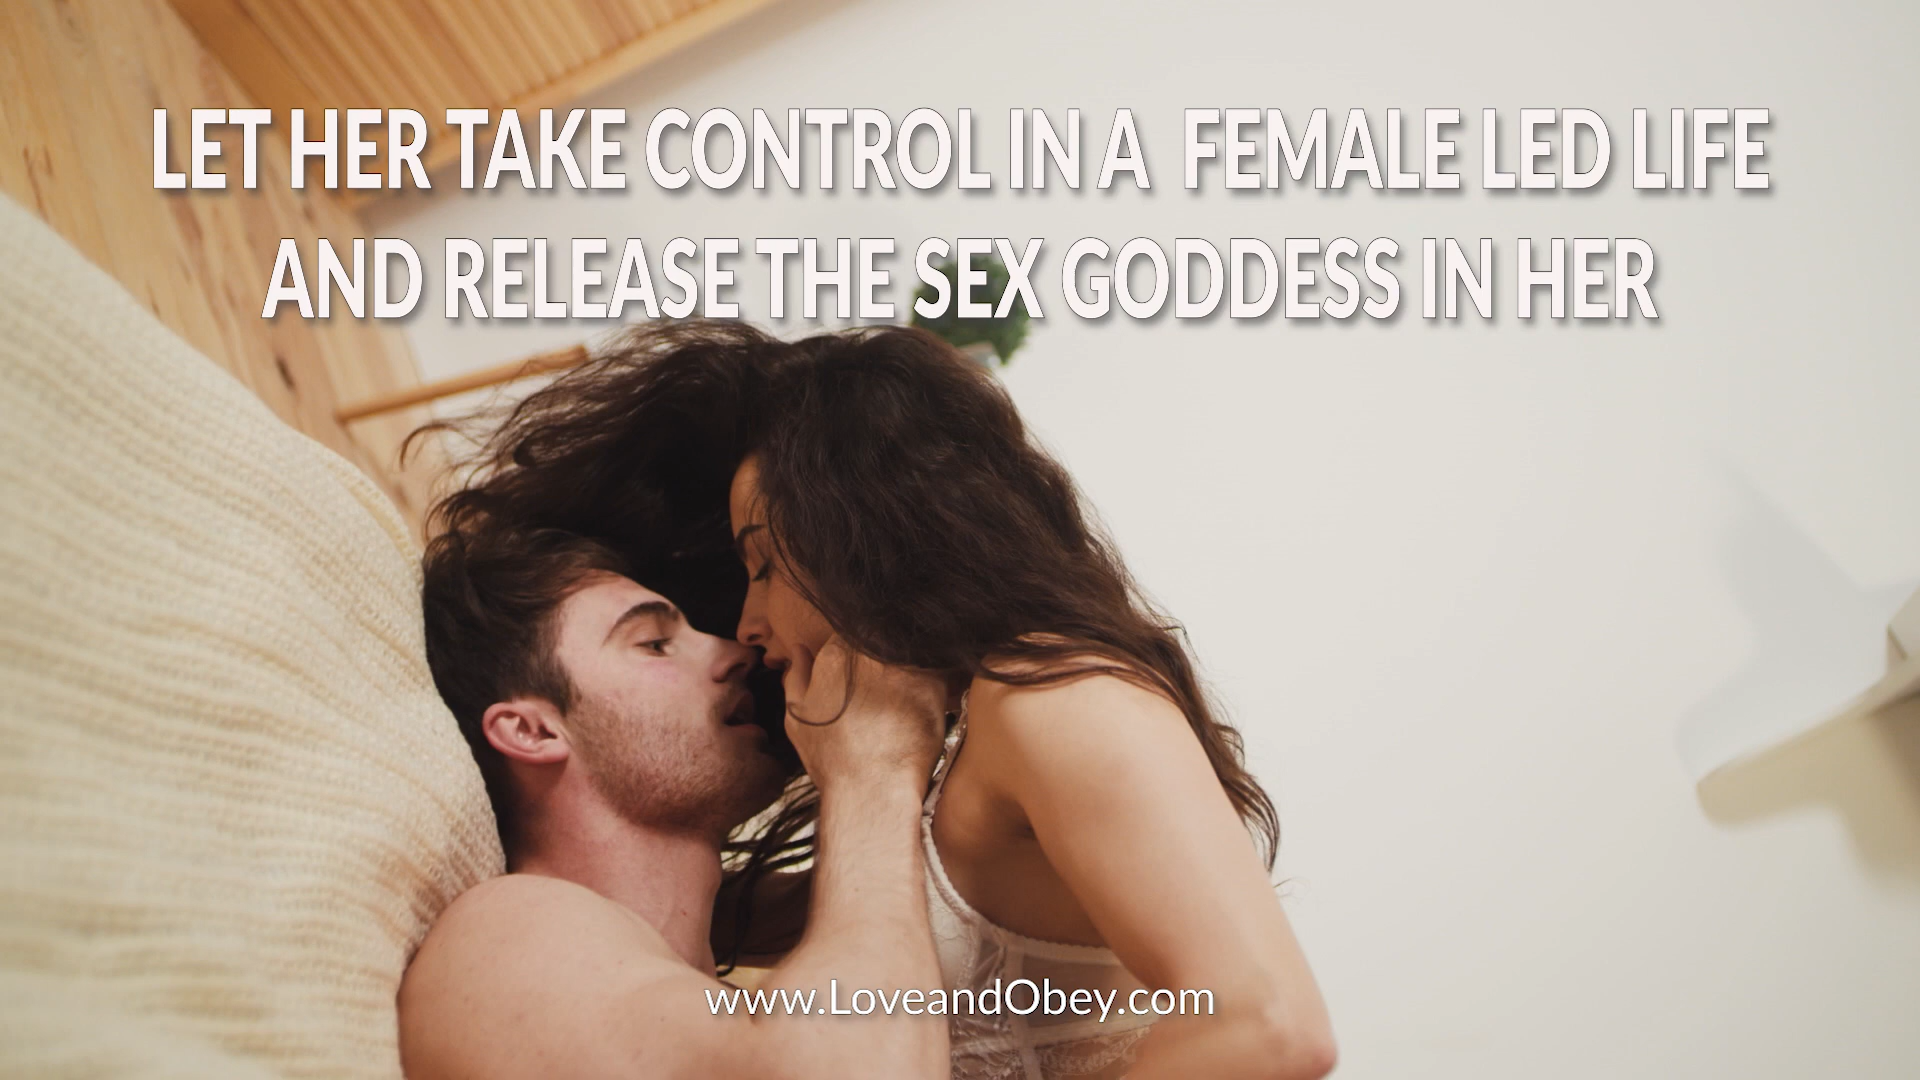 LET HER TAKE CONTROL IN A FEMALE LED LIFE
AND RELEASE THE SEX GODDESS IN HER
www.LoveandObey.com